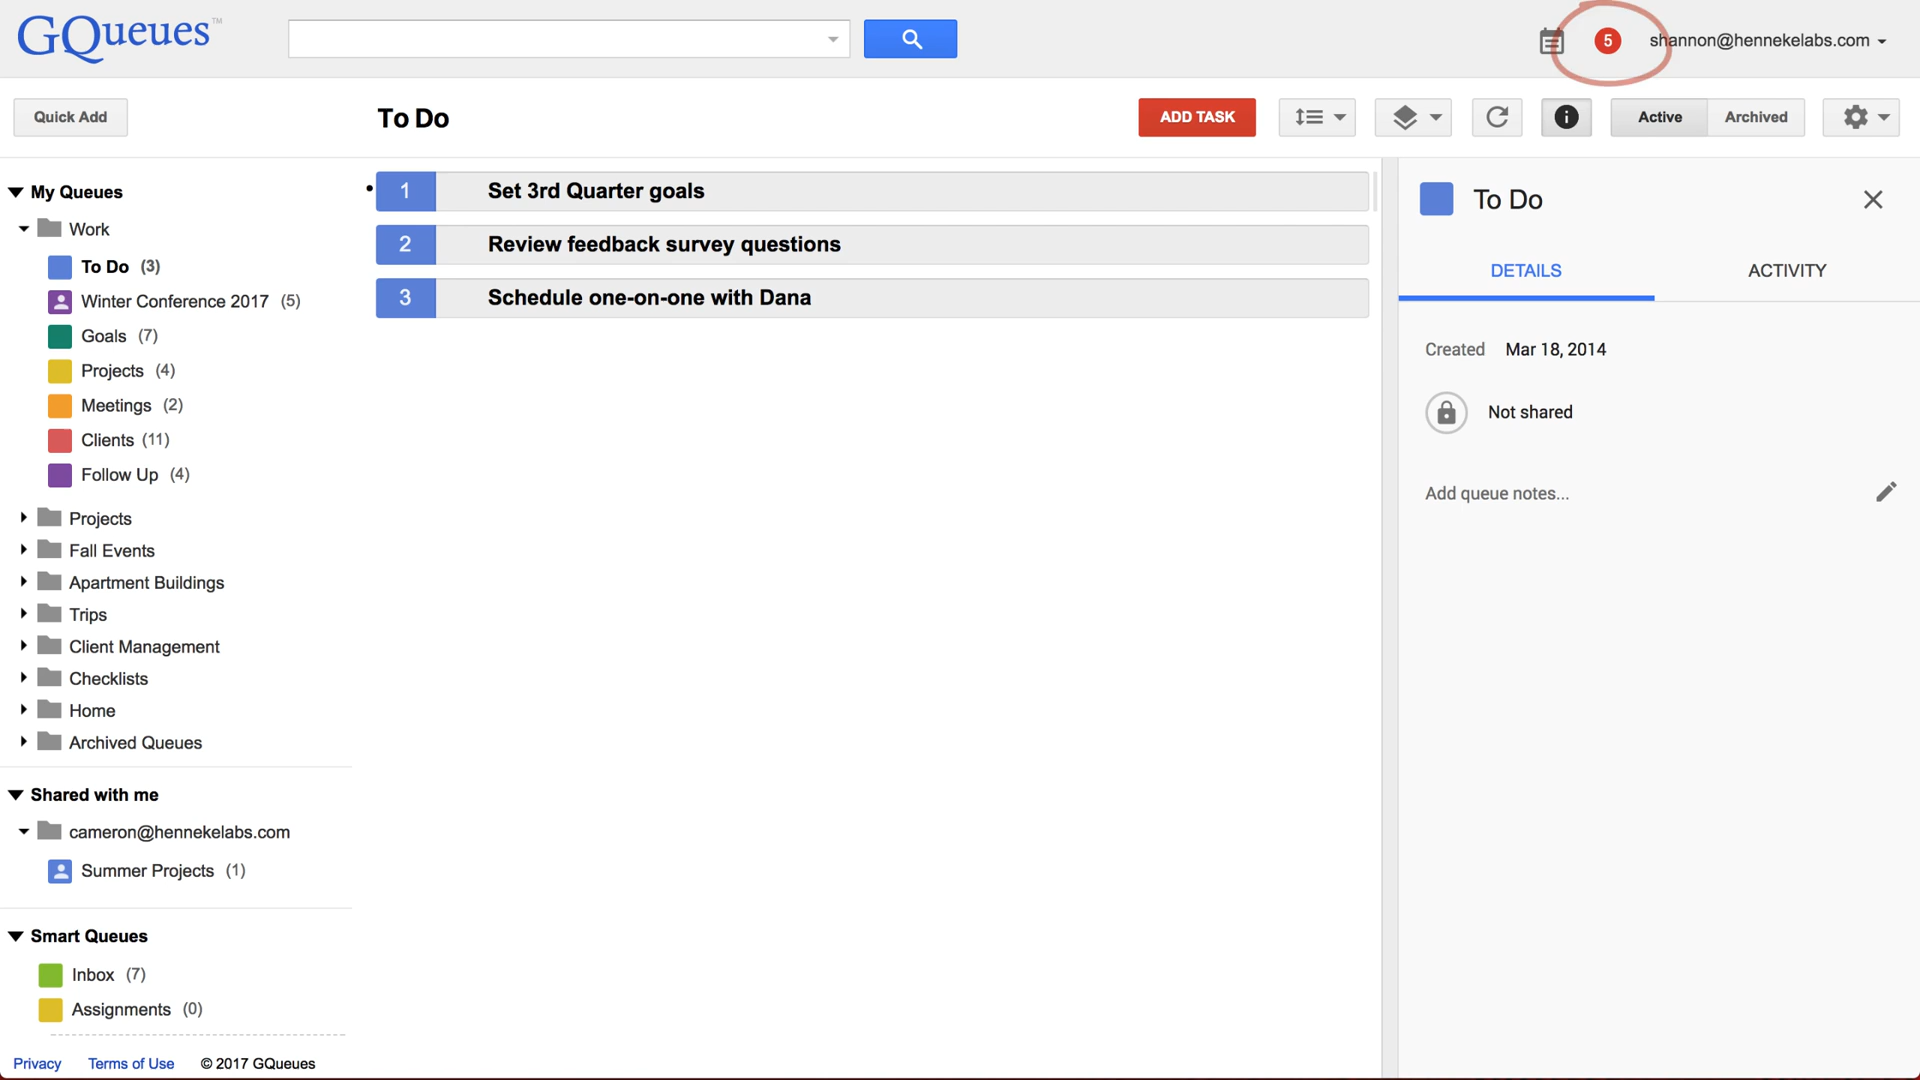 GQueues™
5
shannon@hennekelabs.com
Quick Add
To Do
ADD TASK
Active
Archived
My Queues
Work
To Do (3)
Winter Conference 2017 (5)
Goals (7)
Projects (4)
Meetings (2)
Clients (11)
Follow Up (4)
Projects
Fall Events
Apartment Buildings
Trips
Client Management
Checklists
Home
Archived Queues
Shared with me
cameron@hennekelabs.com
Summer Projects (1)
Smart Queues
Inbox (7)
Assignments (0)
Privacy Terms of Use © 2017 GQueues
1 Set 3rd Quarter goals
2 Review feedback survey questions
3 Schedule one-on-one with Dana
To Do
DETAILS ACTIVITY
Created Mar 18, 2014
Not shared
Add queue notes...